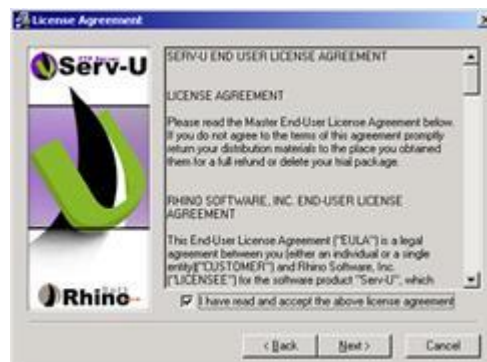 License Agreement
FTP Server
Serv-U
SERV-U END USER LICENSE AGREEMENT
LICENSE AGREEMENT
Please read the Master End-User License Agreement below.
If you do not agree to the terms of this agreement promptly
return your distribution materials to the place you obtained
them for a full refund or delete your trial package.
RHINO SOFTWARE, INC. END-USER LICENSE
AGREEMENT
This End-User License Agreement ("EULA") is a legal
agreement between you (either an individual or a single
entity)("CUSTOMER") and Rhino Software, Inc.
("LICENSEE") for the software product "Serv-U", which
Rhino
Soft
I have read and accept the above license agreement
< Back
Next >
Cancel